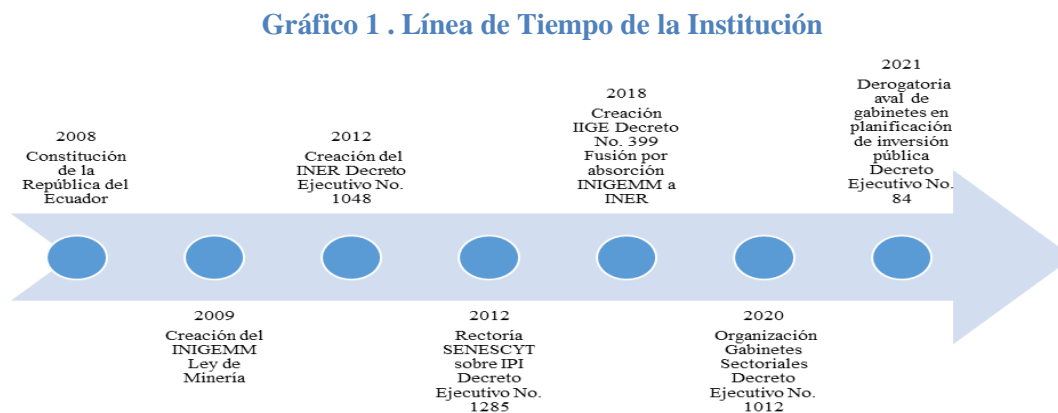 Gráfico 1 . Línea de Tiempo de la Institución
2008
Constitución
de la
República del
Ecuador
2009
Creación del
INIGEMM
Ley de
Minería
2012
Creación del
INER Decreto
Ejecutivo No.
1048
2012
Rectoría
SENESCYT
sobre IPI
Decreto
Ejecutivo No.
1285
2018
Creación
IIGE Decreto
No. 399
Fusión por
absorción
INIGEMM a
INER
2020
Organización
Gabinetes
Sectoriales
Decreto
Ejecutivo No.
1012
2021
Derogatoria
aval de
gabinetes en
planificación
de inversión
pública
Decreto
Ejecutivo No.
84